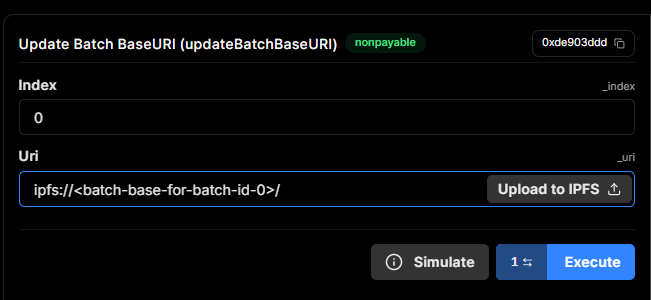 Update Batch BaseURI (updateBatchBaseURI) nonpayable 0xde903ddd
Index _index
0
Uri _uri
ipfs://<batch-base-for-batch-id-0>/ Upload to IPFS
Simulate 1 Execute